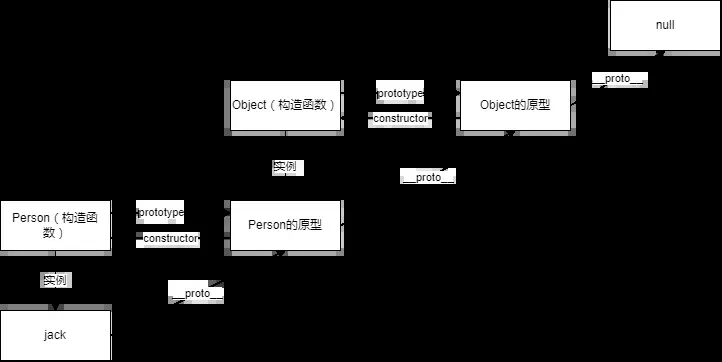 null
__proto__
Object（构造函数）
prototype
constructor
Object的原型
实例
__proto__
Person（构造函
数）
prototype
constructor
Person的原型
实例
__proto__
jack